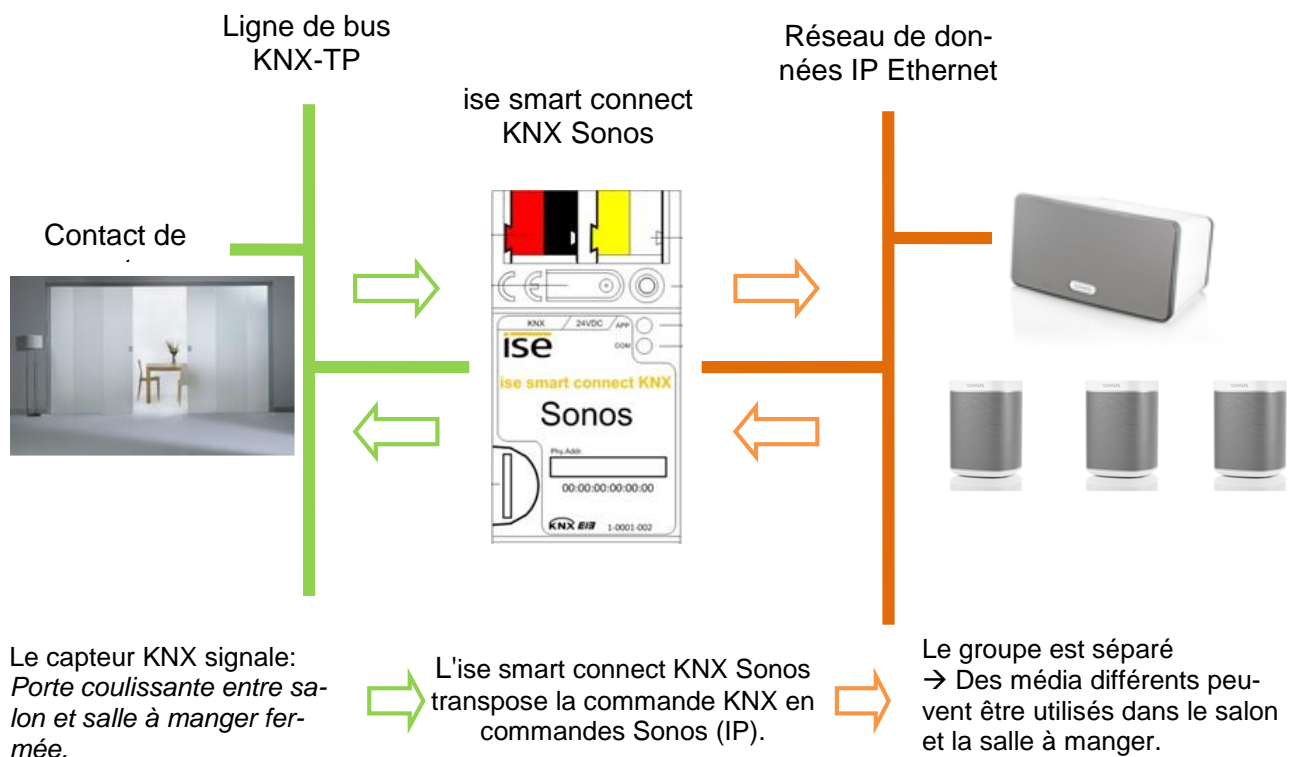 Ligne de bus
KNX-TP
Réseau de don-
nées IP Ethernet
ise smart connect
KNX Sonos
Contact de
KNX / 24VDC / APP
COM
ise
ise smart connect KNX
Sonos
Phy.Addr.
00:00:00:00:00:00
KNX EIB 1-0001-002
SONOS SONOS SONOS
Le capteur KNX signale:
Porte coulissante entre sa-
lon et salle à manger fer-
mée.
L'ise smart connect KNX Sonos
transpose la commande KNX en
commandes Sonos (IP).
Le groupe est séparé
→ Des média différents peu-
vent être utilisés dans le salon
et la salle à manger.